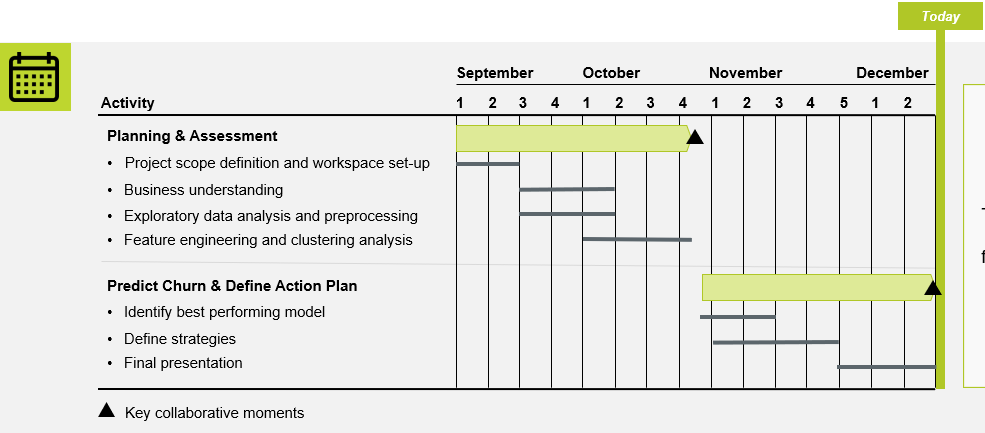 Today
September October November December
Activity 1 2 3 4 1 2 3 4 1 2 3 4 5 1 2
Planning & Assessment
• Project scope definition and workspace set-up
• Business understanding
• Exploratory data analysis and preprocessing
• Feature engineering and clustering analysis
Predict Churn & Define Action Plan
• Identify best performing model
• Define strategies
• Final presentation
Key collaborative moments